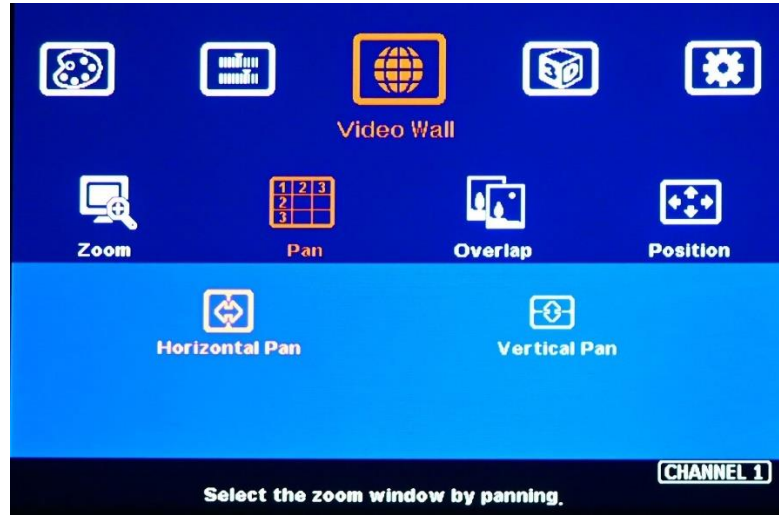 3D
Video Wall
1 2 3
2
3
Zoom
Pan
Overlap
Position
Horizontal Pan
Vertical Pan
CHANNEL 1
Select the zoom window by panning.